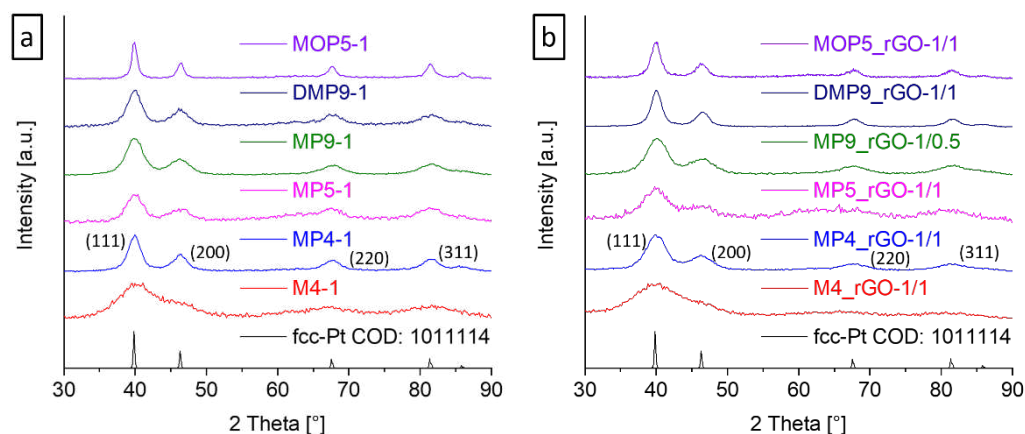 a
Intensity [a.u.]
MOP5-1
DMP9-1
MP9-1
MP5-1
(111)
(200)
MP4-1
(220)
(311)
M4-1
fcc-Pt COD: 1011114
30 40 50 60 70 80 90
2 Theta [°]
b
Intensity [a.u.]
MOP5_rGO-1/1
DMP9_rGO-1/1
MP9_rGO-1/0.5
MP5_rGO-1/1
(111)
(200)
MP4_rGO-1/1
(220)
(311)
M4_rGO-1/1
fcc-Pt COD: 1011114
30 40 50 60 70 80 90
2 Theta [°]